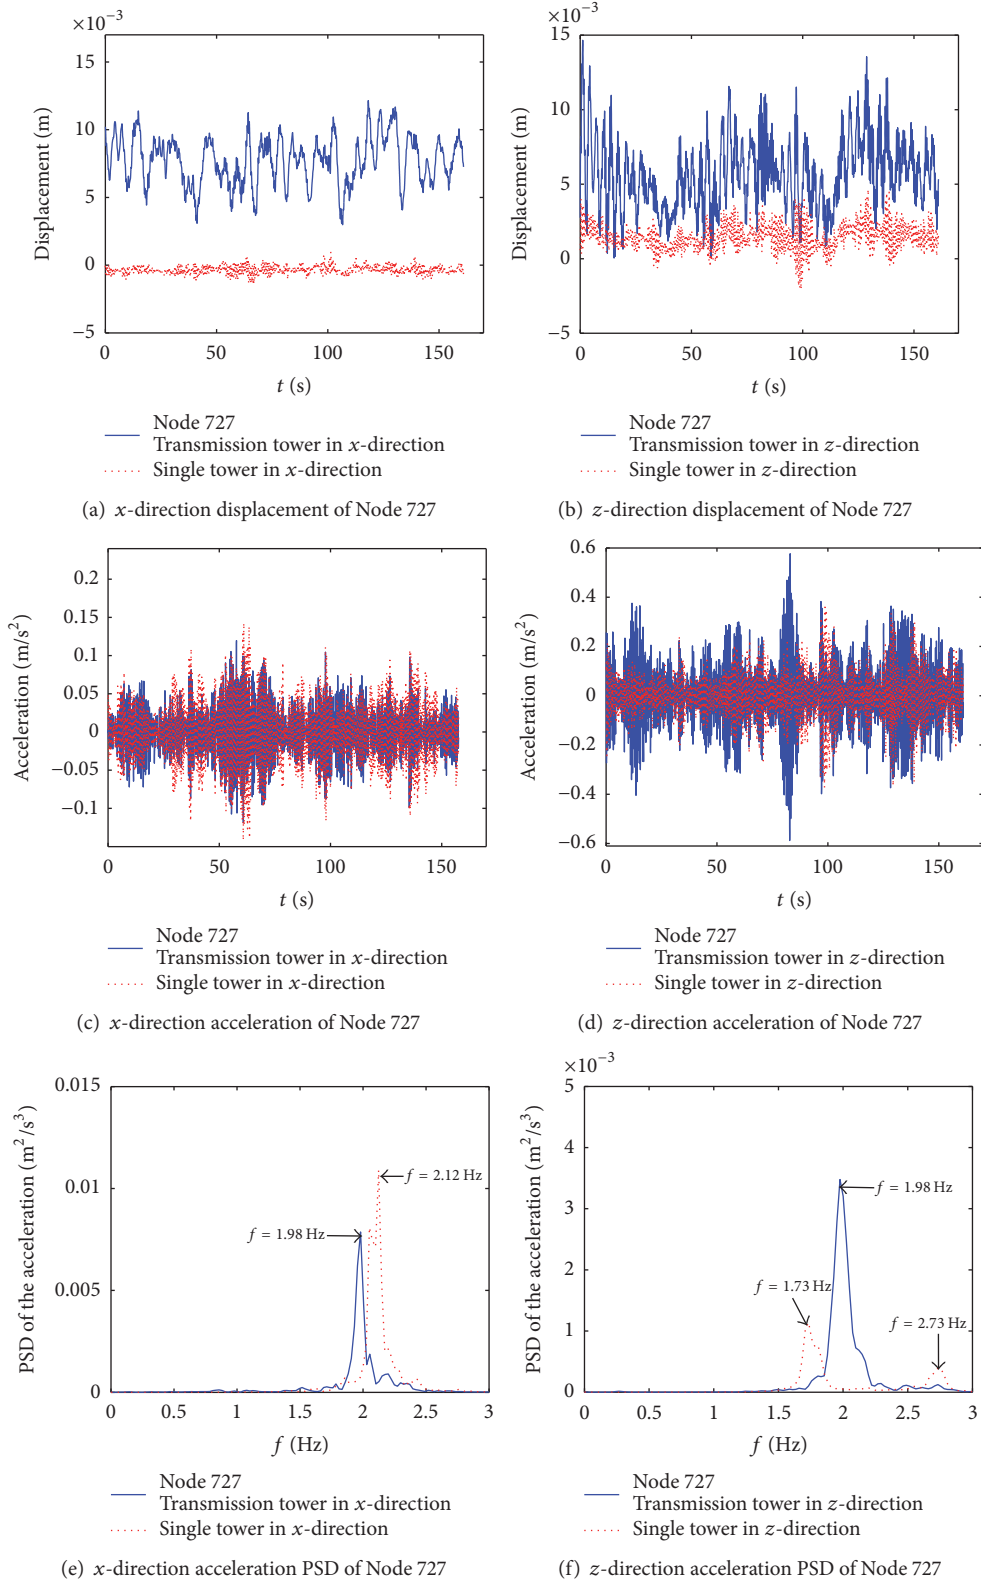 ×10⁻³
15
10
5
0
−5
Displacement (m)
0 50 100 150
t (s)
Node 727
Transmission tower in x-direction
Single tower in x-direction
(a) x-direction displacement of Node 727
×10⁻³
15
10
5
0
−5
Displacement (m)
0 50 100 150
t (s)
Node 727
Transmission tower in z-direction
Single tower in z-direction
(b) z-direction displacement of Node 727
0.2
0.15
0.1
0.05
0
−0.05
−0.1
Acceleration (m/s²)
0 50 100 150
t (s)
Node 727
Transmission tower in x-direction
Single tower in x-direction
(c) x-direction acceleration of Node 727
0.6
0.4
0.2
0
−0.2
−0.4
−0.6
Acceleration (m/s²)
0 50 100 150
t (s)
Node 727
Transmission tower in z-direction
Single tower in z-direction
(d) z-direction acceleration of Node 727
0.015
0.01
0.005
0
PSD of the acceleration (m²/s³)
f = 2.12 Hz
f = 1.98 Hz
0 0.5 1 1.5 2 2.5 3
f (Hz)
Node 727
Transmission tower in x-direction
Single tower in x-direction
(e) x-direction acceleration PSD of Node 727
×10⁻³
5
4
3
2
1
0
PSD of the acceleration (m²/s³)
f = 1.98 Hz
f = 1.73 Hz
f = 2.73 Hz
0 0.5 1 1.5 2 2.5 3
f (Hz)
Node 727
Transmission tower in z-direction
Single tower in z-direction
(f) z-direction acceleration PSD of Node 727